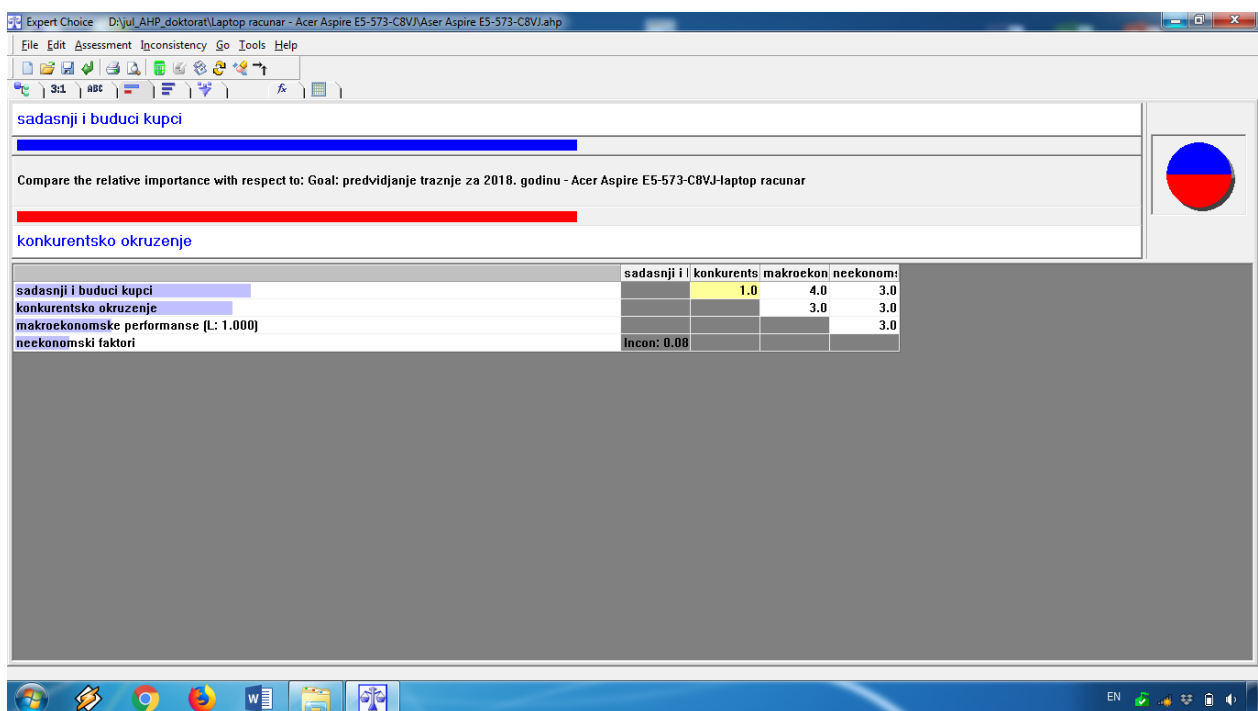 Expert Choice D:\jul_AHP_doktorat\Laptop racunar - Acer Aspire E5-573-C8VJ\Aser Aspire E5-573-C8VJ.ahp
File Edit Assessment Inconsistency Go Tools Help
3:1 ABC fx
sadasnji i buduci kupci
Compare the relative importance with respect to: Goal: predvidjanje traznje za 2018. godinu - Acer Aspire E5-573-C8VJ-laptop racunar
konkurentsko okruzenje
sadasnji i konkurents makroekon neekonom
sadasnji i buduci kupci 1.0 4.0 3.0
konkurentsko okruzenje 3.0 3.0
makroekonomske performanse (L: 1.000) 3.0
neekonomski faktori Incon: 0.08
EN